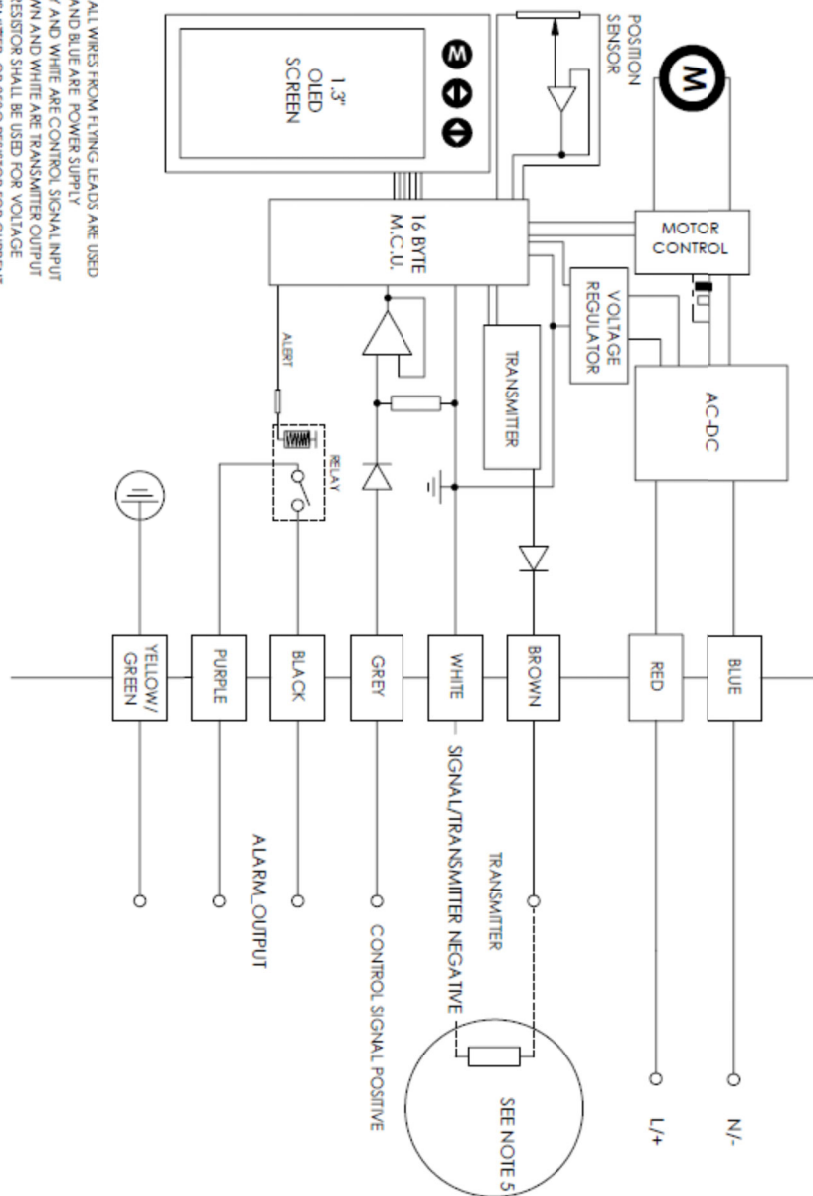 N/-
BLUE
L/+
RED
AC-DC
MOTOR
CONTROL
M
VOLTAGE
REGULATOR
POSITION
SENSOR
BROWN
TRANSMITTER
TRANSMITTER
SEE NOTE 5
WHITE
SIGNAL/TRANSMITTER NEGATIVE
16 BYTE
M.C.U.
GREY
CONTROL SIGNAL POSITIVE
M
1.3"
OLED
SCREEN
ALERT
RELAY
BLACK
ALARM_OUTPUT
PURPLE
YELLOW/
GREEN
ALL WIRES FROM FLYING LEADS ARE USED
AND BLUE ARE POWER SUPPLY
AND WHITE ARE CONTROL SIGNAL INPUT
AND WHITE ARE TRANSMITTER OUTPUT
RESISTOR SHALL BE USED FOR VOLTAGE